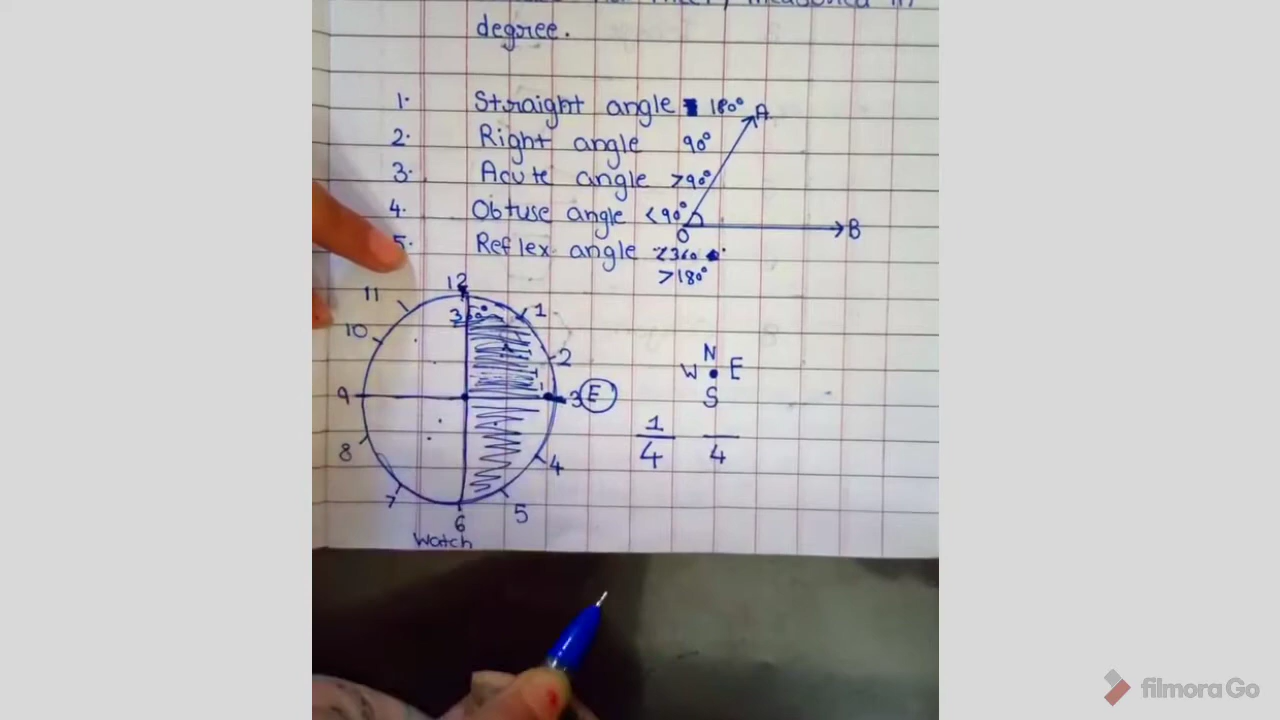 degree.
1. Straight angle 180° A
2. Right angle 90°
3. Acute angle >90°
4. Obtuse angle <90°
O B
5. Reflex angle <360
>180°
12
11 1
360°
10 2
9 3 E
8 4
7 5
6
Watch
N
W E
S
1
4 4
filmora Go